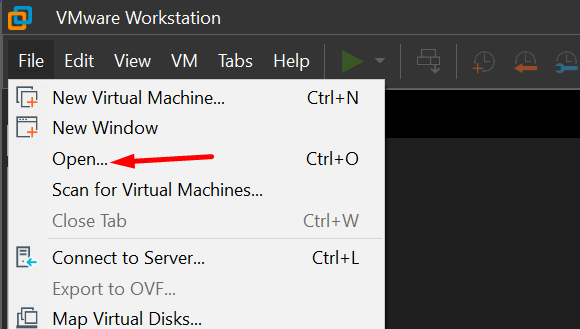 VMware Workstation
File Edit View VM Tabs Help
New Virtual Machine... Ctrl+N
New Window
Open... Ctrl+O
Scan for Virtual Machines...
Close Tab Ctrl+W
Connect to Server... Ctrl+L
Export to OVF...
Map Virtual Disks...